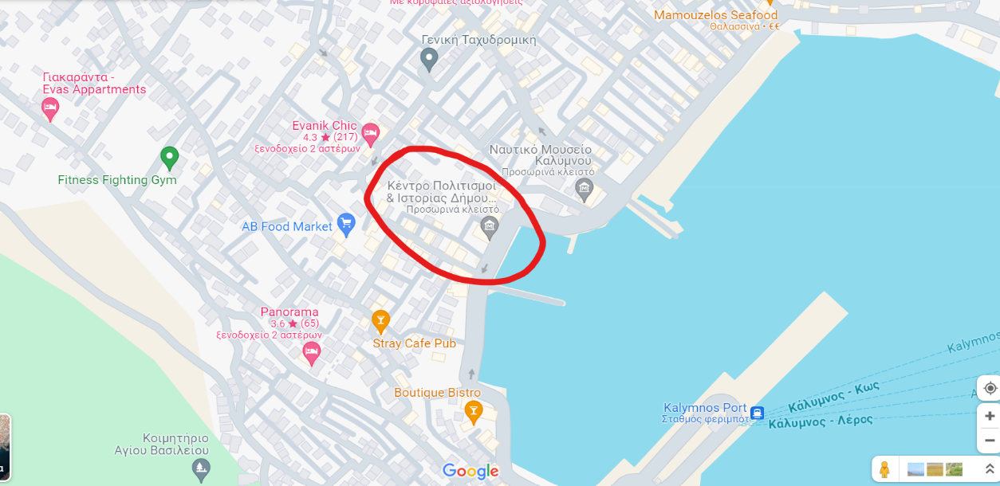 Με κορυφαίες αξιολογήσεις
Mamouzelos Seafood
Θαλασσινά • €€
Γενική Ταχυδρομική
Γιακαράντα -
Evas Appartments
Evanik Chic
4.3 ★ (217)
ξενοδοχείο 2 αστέρων
Ναυτικό Μουσείο
Καλύμνου
Προσωρινά κλειστό
Fitness Fighting Gym
Κέντρο Πολιτισμού
& Ιστορίας Δήμου...
Προσωρινά κλειστό
AB Food Market
Panorama
3,6 ★ (65)
ξενοδοχείο 2 αστέρων
Stray Cafe Pub
Boutique Bistro
Kalymnos
Κάλυμνος - Κως
Kalymnos Port
Σταθμός φεριμπότ
Κάλυμνος - Λέρος
Κοιμητήριο
Αγίου Βασιλείου
Google